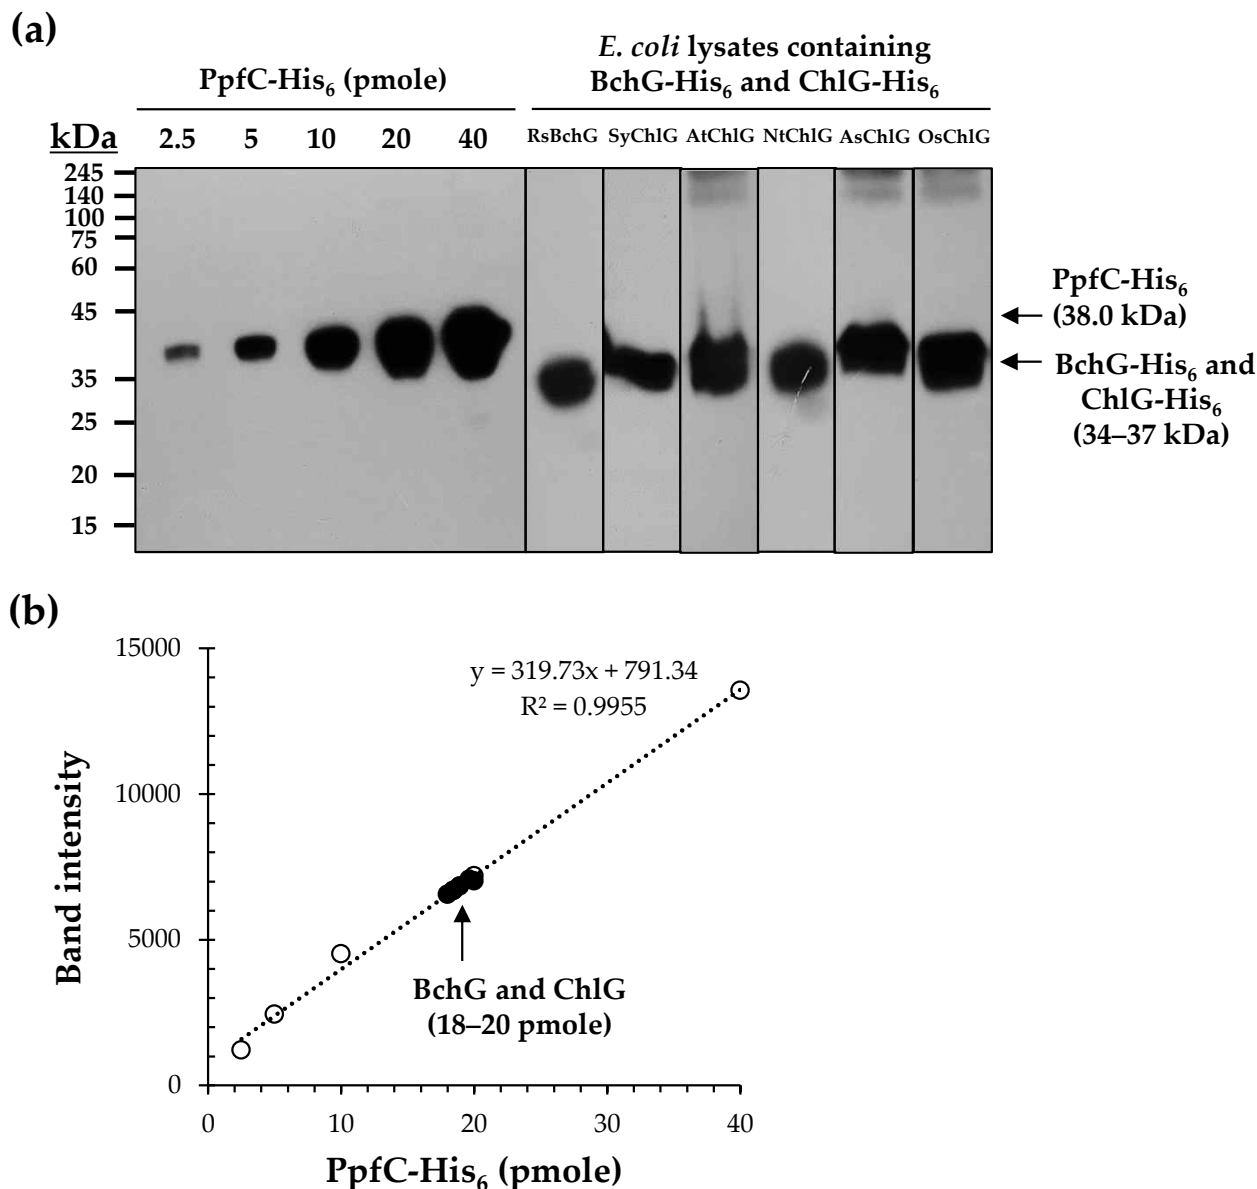 (a)
E. coli lysates containing
BchG-His6 and ChlG-His6
PpfC-His6 (pmole)
kDa 2.5 5 10 20 40 RsBchG SyChlG AtChlG NtChlG AsChlG OsChlG
245
140
100
75
60
45
35
25
20
15
PpfC-His6
(38.0 kDa)
BchG-His6 and
ChlG-His6
(34–37 kDa)
(b)
15000
10000
5000
0
Band intensity
y = 319.73x + 791.34
R² = 0.9955
BchG and ChlG
(18–20 pmole)
0 10 20 30 40
PpfC-His6 (pmole)